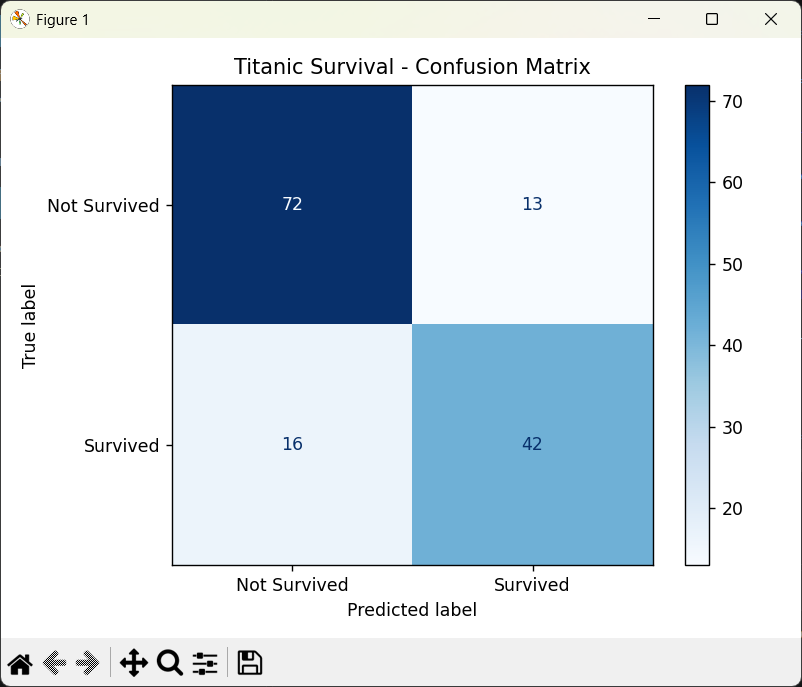 Figure 1
Titanic Survival - Confusion Matrix
70
60
50
40
30
20
True label
Not Survived
72
13
Survived
16
42
Not Survived
Survived
Predicted label